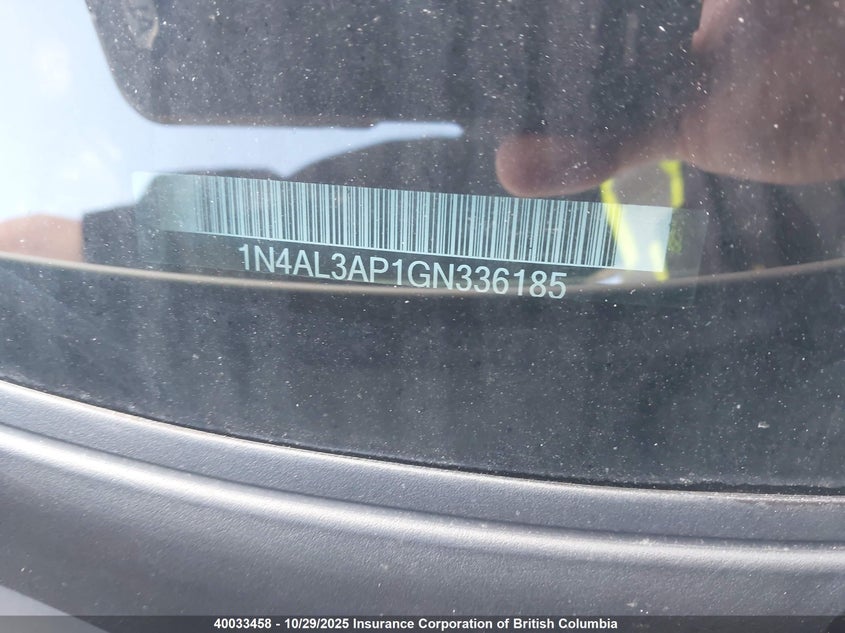 1N4AL3AP1GN336185
40033458 - 10/29/2025 Insurance Corporation of British Columbia